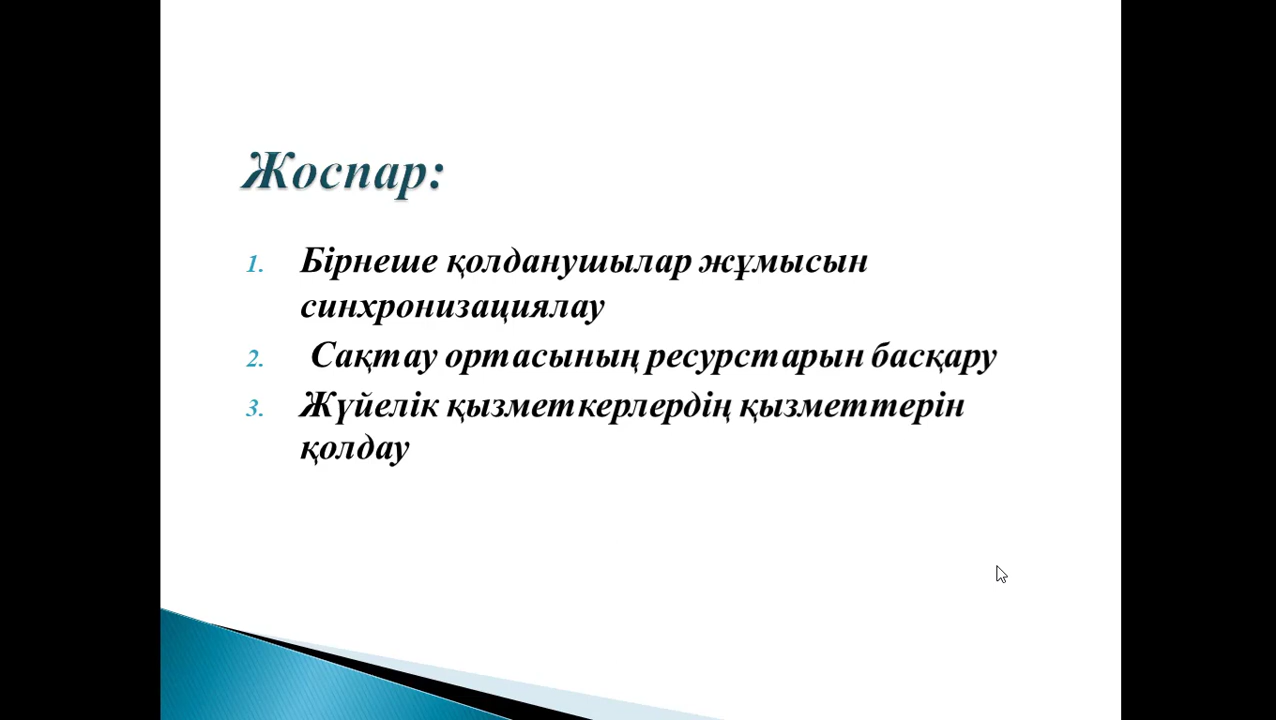 Жоспар:
1. Бірнеше қолданушылар жұмысын
синхронизациялау
2. Сақтау ортасының ресурстарын басқару
3. Жүйелік қызметкерлердің қызметтерін
қолдау